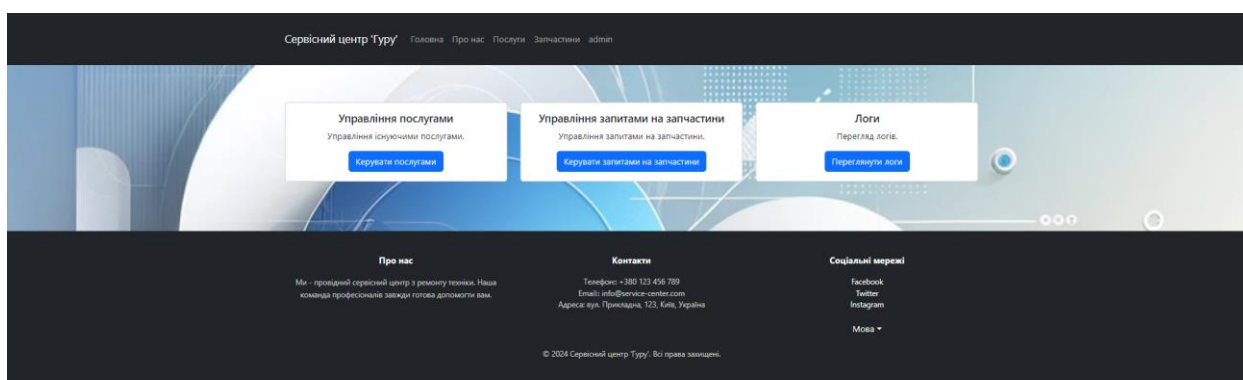 Сервісний центр 'Гуру' Головна Про нас Послуги Запчастини admin
Управління послугами
Управління існуючими послугами.
Керувати послугами
Управління запитами на запчастини
Управління запитами на запчастини.
Керувати запитами на запчастини
Логи
Перегляд логів.
Переглянути логи
Про нас
Ми - провідний сервісний центр з ремонту техніки. Наша
команда професіоналів завжди готова допомогти вам.
Контакти
Телефон: +380 123 456 789
Email: info@service-center.com
Адреса: вул. Прикладна, 123, Київ, Україна
Соціальні мережі
Facebook
Twitter
Instagram
Мова
© 2024 Сервісний центр 'Гуру'. Всі права захищені.